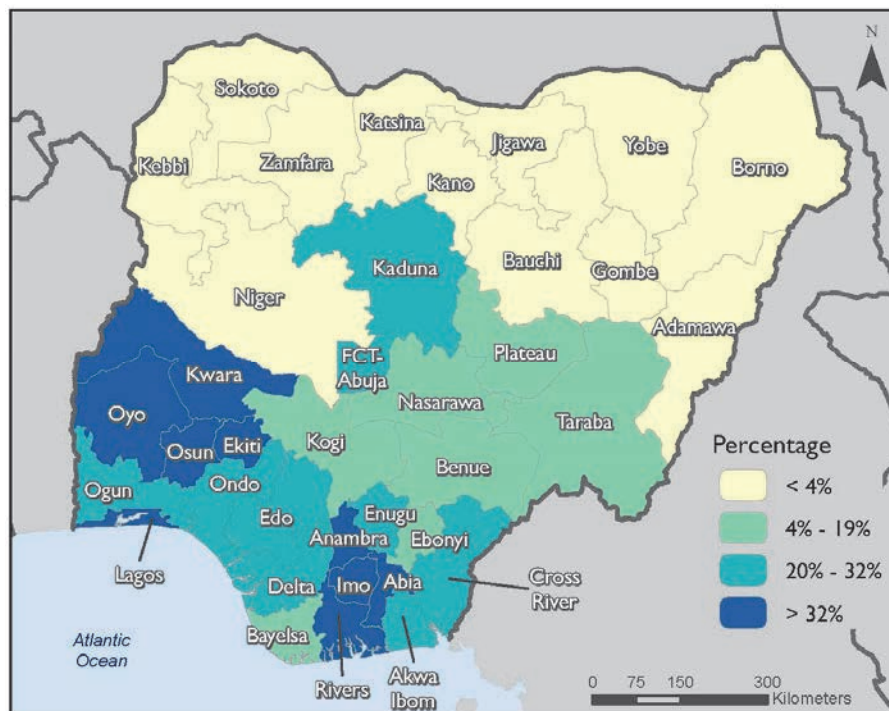 N
Sokoto
Katsina
Jigawa
Yobe
Borno
Kebbi
Zamfara
Kano
Bauchi
Gombe
Kaduna
Niger
Adamawa
FCT-
Abuja
Plateau
Kwara
Nasarawa
Oyo
Taraba
Osun
Ekiti
Kogi
Benue
Ogun
Ondo
Edo
Enugu
Anambra
Ebonyi
Lagos
Delta
Imo
Abia
Cross
River
Bayelsa
Rivers
Akwa
Ibom
Atlantic
Ocean
Percentage
< 4%
4% - 19%
20% - 32%
> 32%
0 75 150 300
Kilometers